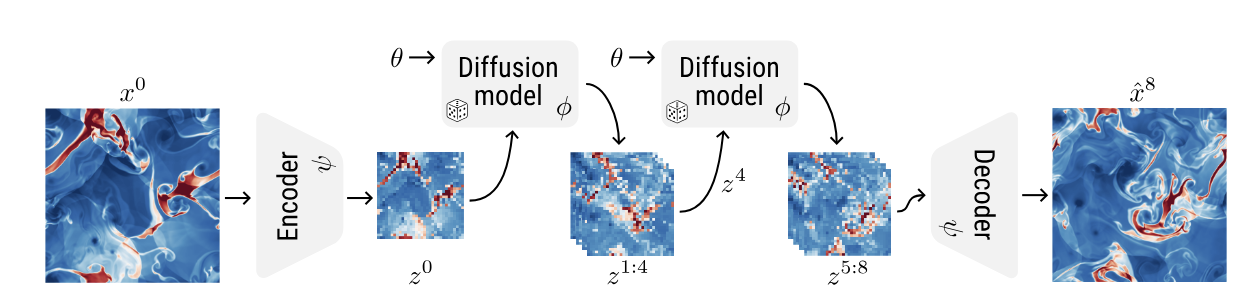 x^0
Encoder
ψ
z^0
θ
Diffusion
model
ϕ
z^{1:4}
z^4
θ
Diffusion
model
ϕ
z^{5:8}
Decoder
ψ
x̂^8